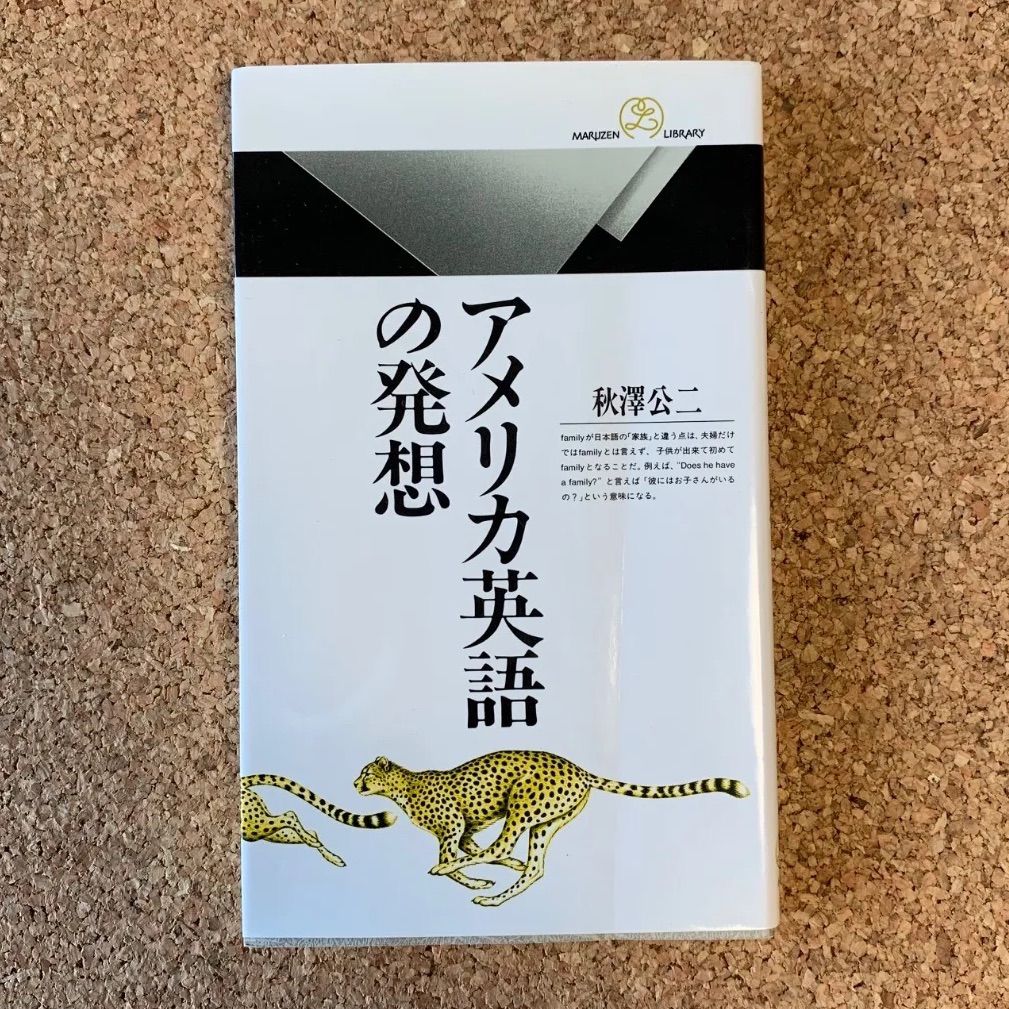 MARUZEN LIBRARY
アメリカ英語
の発想
秋澤公二
familyが日本語の「家族」と違う点は、夫婦だけ
ではfamilyとは言えず、子供が出来て初めて
familyとなることだ。例えば、"Does he have
a family?"と言えば「彼にはお子さんがいる
の?」という意味になる。